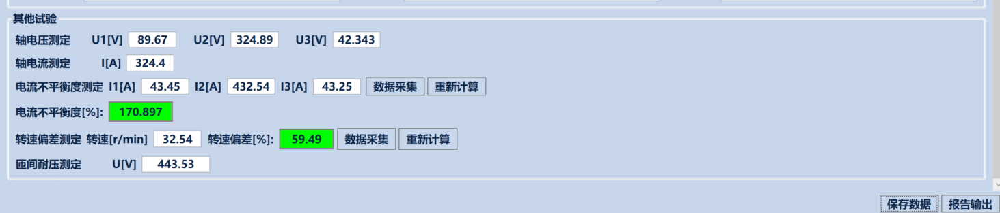 其他试验
轴电压测定 U1[V] 89.67 U2[V] 324.89 U3[V] 42.343
轴电流测定 I[A] 324.4
电流不平衡度测定 I1[A] 43.45 I2[A] 432.54 I3[A] 43.25 数据采集 重新计算
电流不平衡度[%]: 170.897
转速偏差测定 转速[r/min] 32.54 转速偏差[%]: 59.49 数据采集 重新计算
匝间耐压测定 U[V] 443.53
保存数据 报告输出